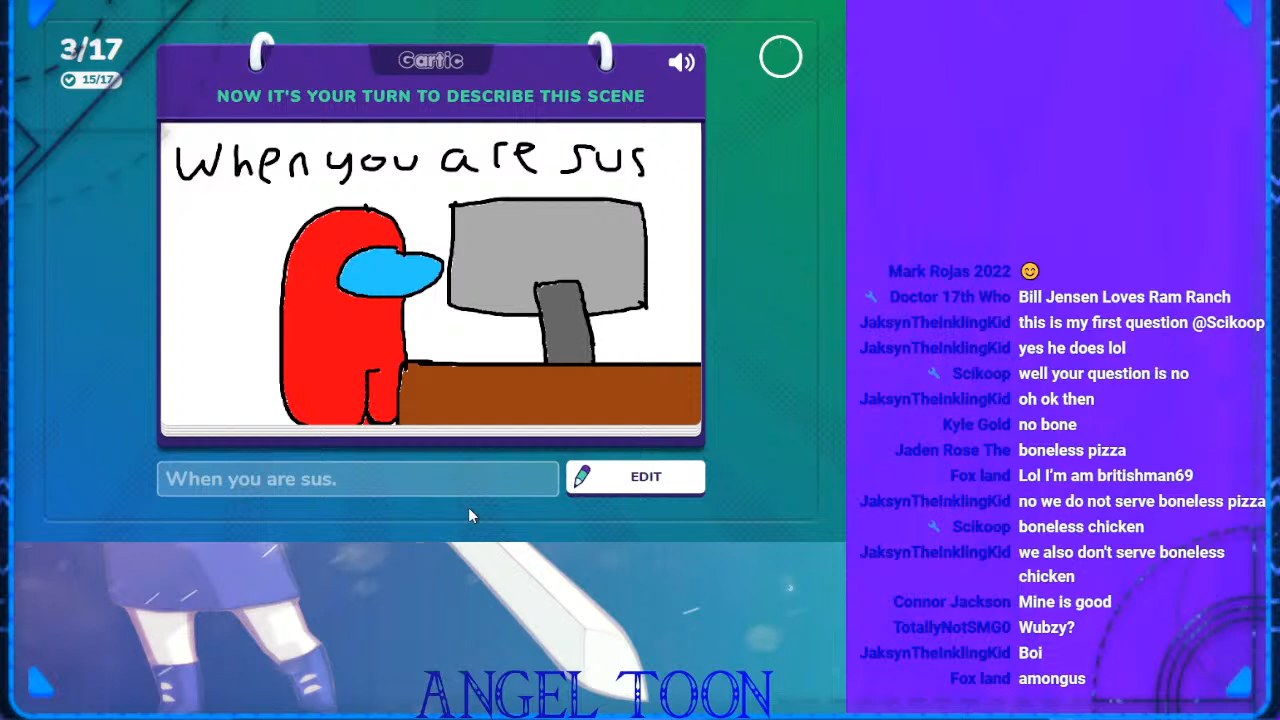 3/17
15/17
Gartic
NOW IT'S YOUR TURN TO DESCRIBE THIS SCENE
When you are sus
When you are sus.
EDIT
Mark Rojas 2022 😊
Doctor 17th Who Bill Jensen Loves Ram Ranch
JaksynTheInklingKid this is my first question @Scikoop
JaksynTheInklingKid yes he does lol
Scikoop well your question is no
JaksynTheInklingKid oh ok then
Kyle Gold no bone
Jaden Rose The boneless pizza
Fox land Lol I'm am britishman69
JaksynTheInklingKid no we do not serve boneless pizza
Scikoop boneless chicken
JaksynTheInklingKid we also don't serve boneless
chicken
Connor Jackson Mine is good
TotallyNotSMG0 Wubzy?
JaksynTheInklingKid Boi
Fox land amongus
ANGEL TOON